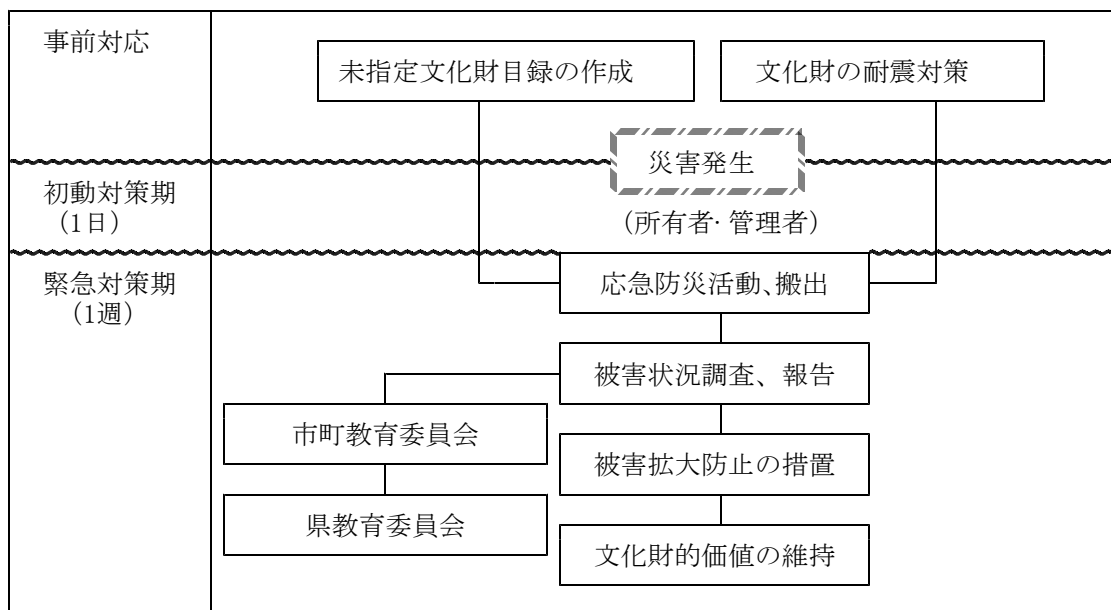 事前対応
未指定文化財目録の作成
文化財の耐震対策
災害発生
初動対策期
（1日）
（所有者・管理者）
緊急対策期
（1週）
応急防災活動、搬出
被害状況調査、報告
市町教育委員会
被害拡大防止の措置
県教育委員会
文化財的価値の維持